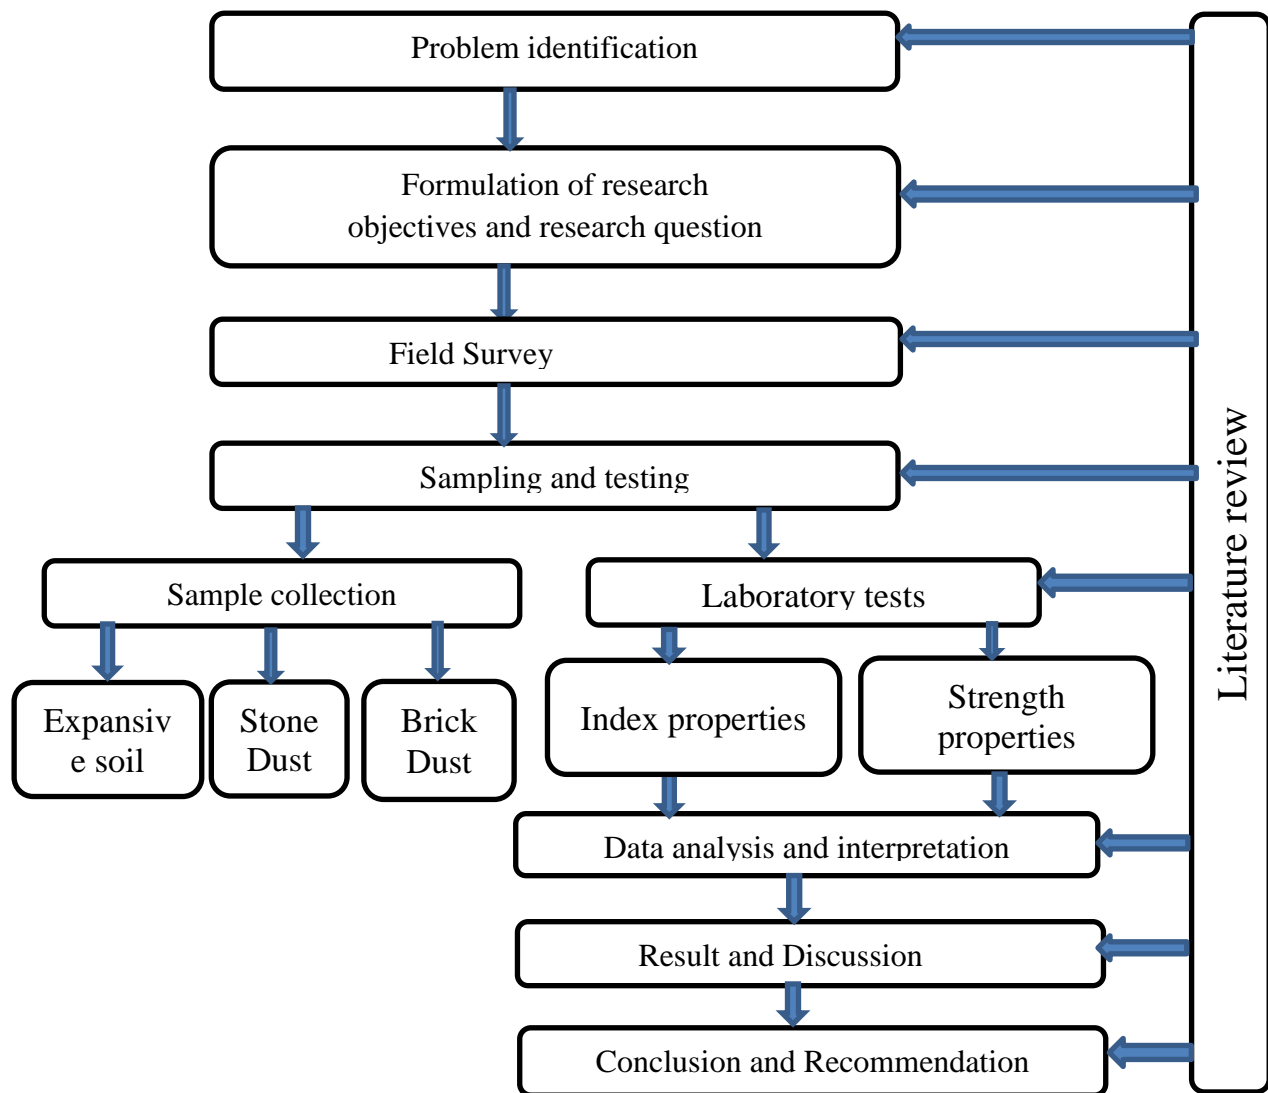 Problem identification
Formulation of research
objectives and research question
Field Survey
Sampling and testing
Sample collection
Laboratory tests
Expansiv
e soil
Stone
Dust
Brick
Dust
Index properties
Strength
properties
Data analysis and interpretation
Result and Discussion
Conclusion and Recommendation
Literature review